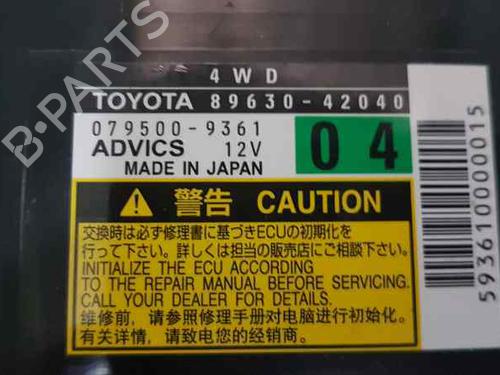 4WD
TOYOTA 89630-42040
079500-9361
ADVICS 12V
MADE IN JAPAN
04
警告 CAUTION
交換時は必ず修理書に基づきECUの初期化を
行って下さい。詳しくは担当の販売店にご相談下さい。
INITIALIZE THE ECU ACCORDING
TO THE REPAIR MANUAL BEFORE SERVICING.
CALL YOUR DEALER FOR DETAILS.
维修前，请参照修理手册对电脑进行初始化。
有关详情，请致电您的经销商。
5936100000015
B-PARTS